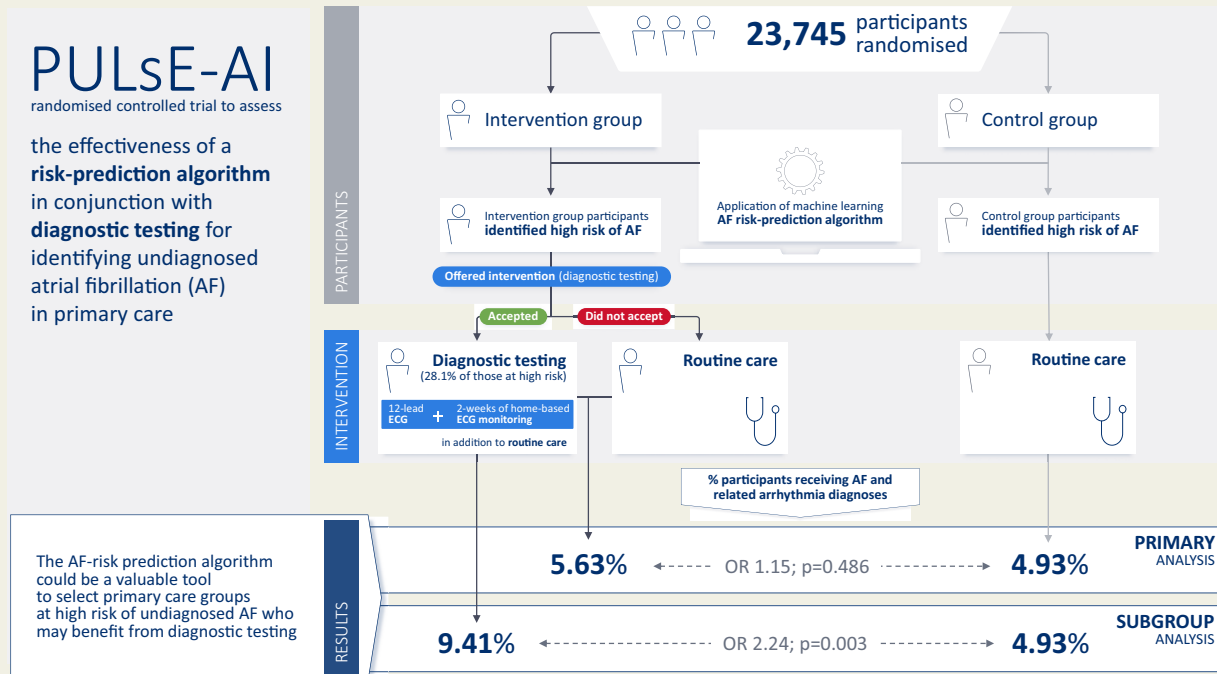 PULsE-AI
randomised controlled trial to assess
the effectiveness of a
risk-prediction algorithm
in conjunction with
diagnostic testing for
identifying undiagnosed
atrial fibrillation (AF)
in primary care
PARTICIPANTS
23,745 participants
randomised
Intervention group
Control group
Application of machine learning
AF risk-prediction algorithm
Intervention group participants
identified high risk of AF
Control group participants
identified high risk of AF
Offered intervention (diagnostic testing)
Accepted
Did not accept
INTERVENTION
Diagnostic testing
(28.1% of those at high risk)
12-lead
ECG
+
2-weeks of home-based
ECG monitoring
in addition to routine care
Routine care
Routine care
% participants receiving AF and
related arrhythmia diagnoses
The AF-risk prediction algorithm
could be a valuable tool
to select primary care groups
at high risk of undiagnosed AF who
may benefit from diagnostic testing
RESULTS
5.63%
OR 1.15; p=0.486
4.93%
PRIMARY
ANALYSIS
9.41%
OR 2.24; p=0.003
4.93%
SUBGROUP
ANALYSIS